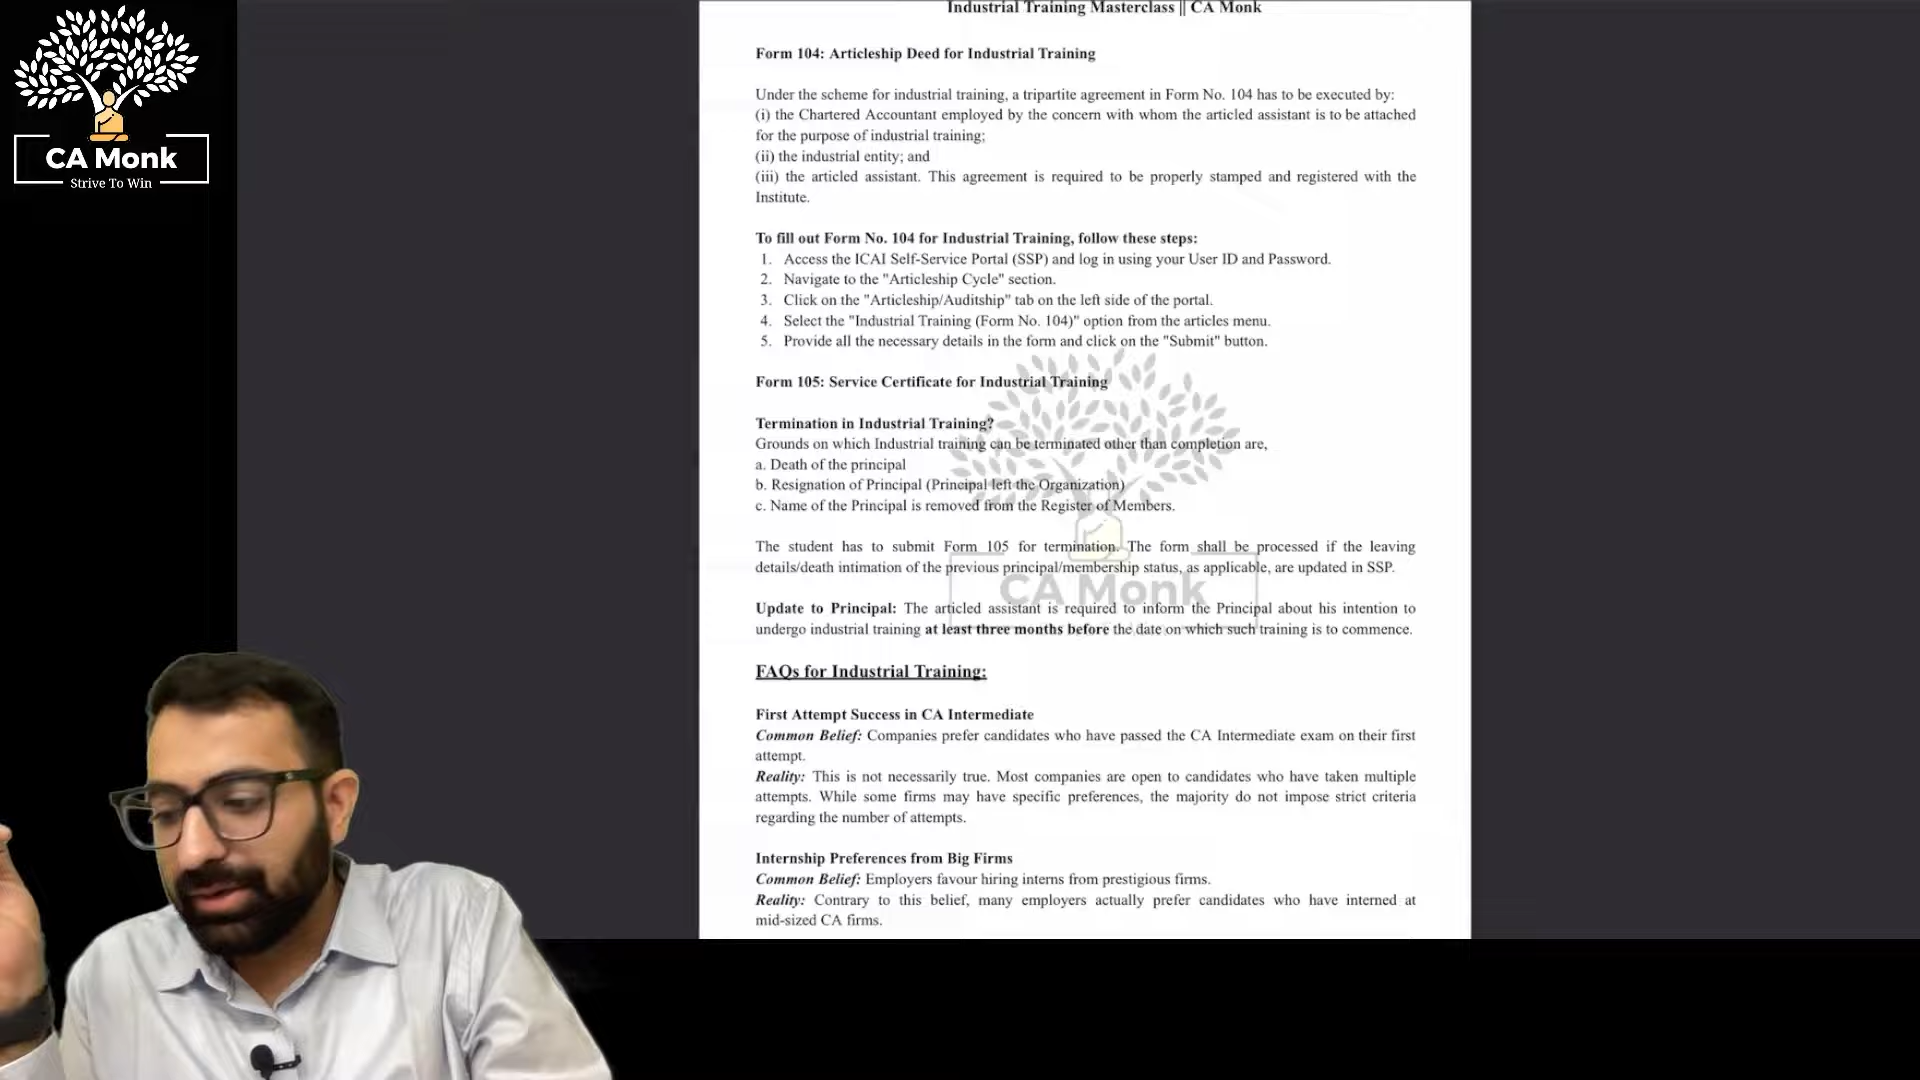 CA Monk
Strive To Win
Industrial Training Masterclass || CA Monk
Form 104: Articleship Deed for Industrial Training
Under the scheme for industrial training, a tripartite agreement in Form No. 104 has to be executed by:
(i) the Chartered Accountant employed by the concern with whom the articled assistant is to be attached
for the purpose of industrial training;
(ii) the industrial entity; and
(iii) the articled assistant. This agreement is required to be properly stamped and registered with the
Institute.
To fill out Form No. 104 for Industrial Training, follow these steps:
1. Access the ICAI Self-Service Portal (SSP) and log in using your User ID and Password.
2. Navigate to the "Articleship Cycle" section.
3. Click on the "Articleship/Auditship" tab on the left side of the portal.
4. Select the "Industrial Training (Form No. 104)" option from the articles menu.
5. Provide all the necessary details in the form and click on the "Submit" button.
Form 105: Service Certificate for Industrial Training
Termination in Industrial Training?
Grounds on which Industrial training can be terminated other than completion are,
a. Death of the principal
b. Resignation of Principal (Principal left the Organization)
c. Name of the Principal is removed from the Register of Members.
The student has to submit Form 105 for termination. The form shall be processed if the leaving
details/death intimation of the previous principal/membership status, as applicable, are updated in SSP.
CA Monk
Update to Principal: The articled assistant is required to inform the Principal about his intention to
undergo industrial training at least three months before the date on which such training is to commence.
FAQs for Industrial Training:
First Attempt Success in CA Intermediate
Common Belief: Companies prefer candidates who have passed the CA Intermediate exam on their first
attempt.
Reality: This is not necessarily true. Most companies are open to candidates who have taken multiple
attempts. While some firms may have specific preferences, the majority do not impose strict criteria
regarding the number of attempts.
Internship Preferences from Big Firms
Common Belief: Employers favour hiring interns from prestigious firms.
Reality: Contrary to this belief, many employers actually prefer candidates who have interned at
mid-sized CA firms.